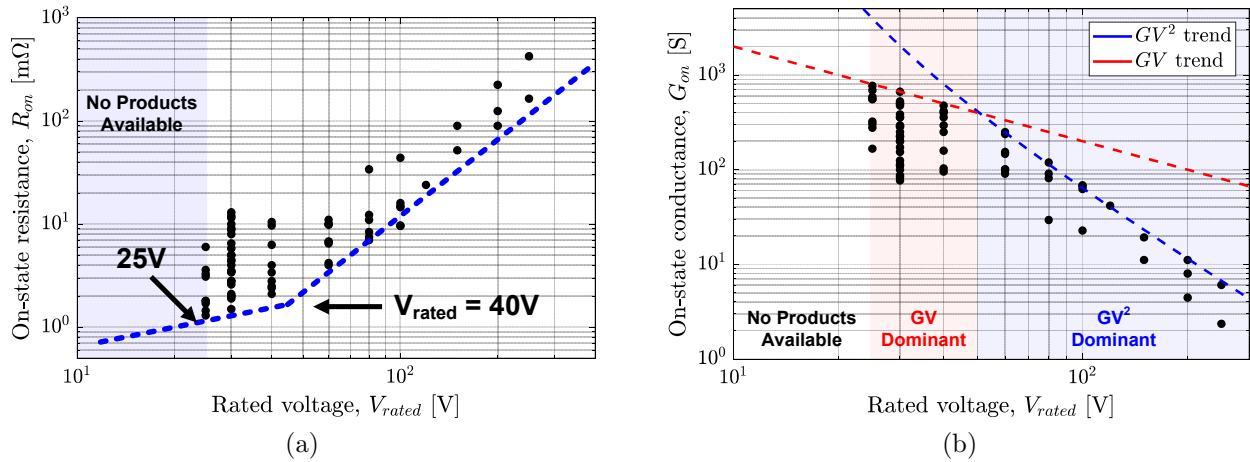 10³
10²
10¹
10⁰
On-state resistance, R_on [mΩ]
No Products
Available
25V
V_rated = 40V
10¹
10²
Rated voltage, V_rated [V]
(a)
10³
10²
10¹
10⁰
On-state conductance, G_on [S]
GV² trend
GV trend
No Products
Available
GV
Dominant
GV²
Dominant
10¹
10²
Rated voltage, V_rated [V]
(b)